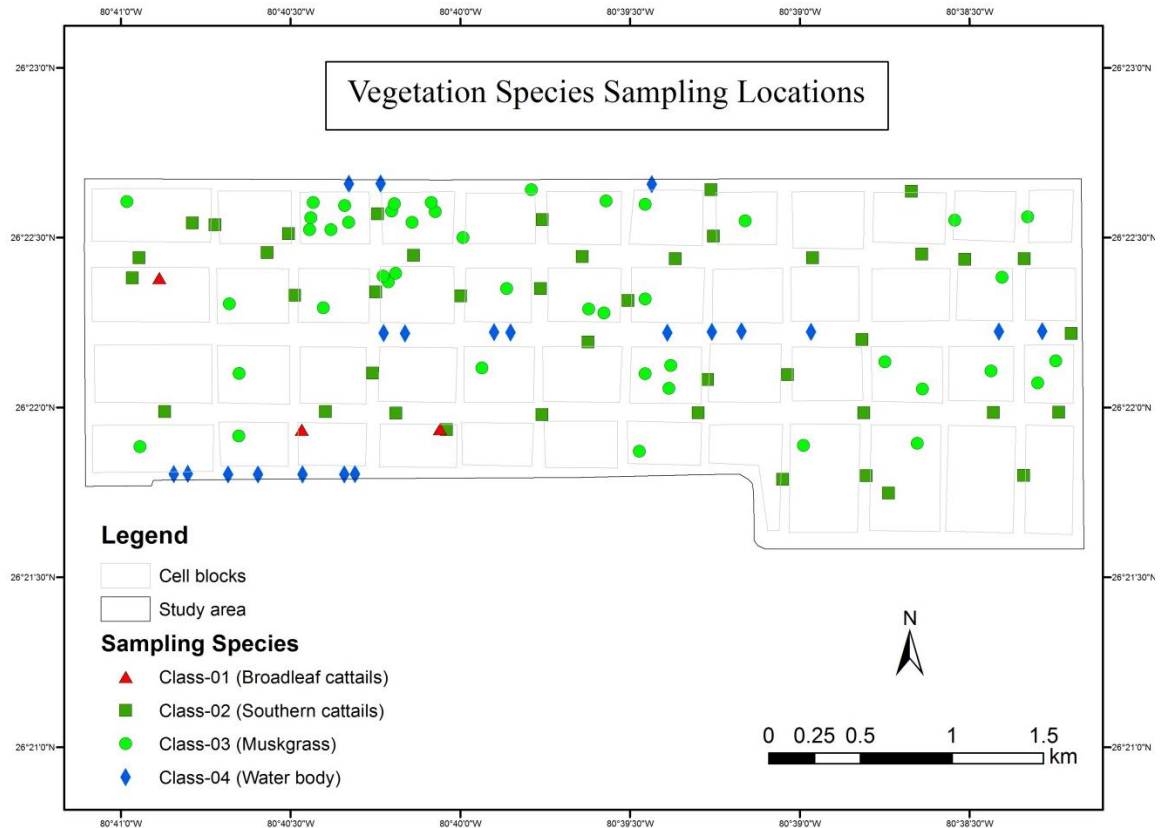 80°41'0"W 80°40'30"W 80°40'0"W 80°39'30"W 80°39'0"W 80°38'30"W
26°23'0"N 26°23'0"N
Vegetation Species Sampling Locations
26°22'30"N 26°22'30"N
26°22'0"N 26°22'0"N
Legend
Cell blocks
26°21'30"N 26°21'30"N
Study area
Sampling Species
N
Class-01 (Broadleaf cattails)
Class-02 (Southern cattails)
Class-03 (Muskgrass)
0 0.25 0.5 1 1.5
26°21'0"N 26°21'0"N
km
Class-04 (Water body)
80°41'0"W 80°40'30"W 80°40'0"W 80°39'30"W 80°39'0"W 80°38'30"W